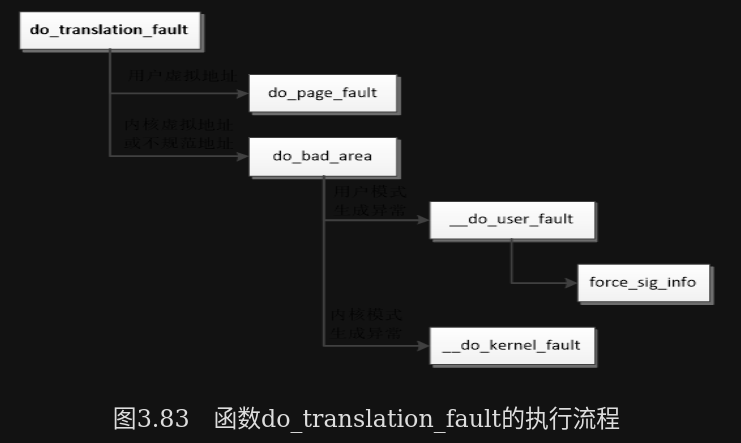 do_translation_fault
用户虚拟地址
do_page_fault
内核虚拟地址
或不规范地址
do_bad_area
用户模式
生成异常
__do_user_fault
force_sig_info
内核模式
生成异常
__do_kernel_fault
图3.83 函数do_translation_fault的执行流程